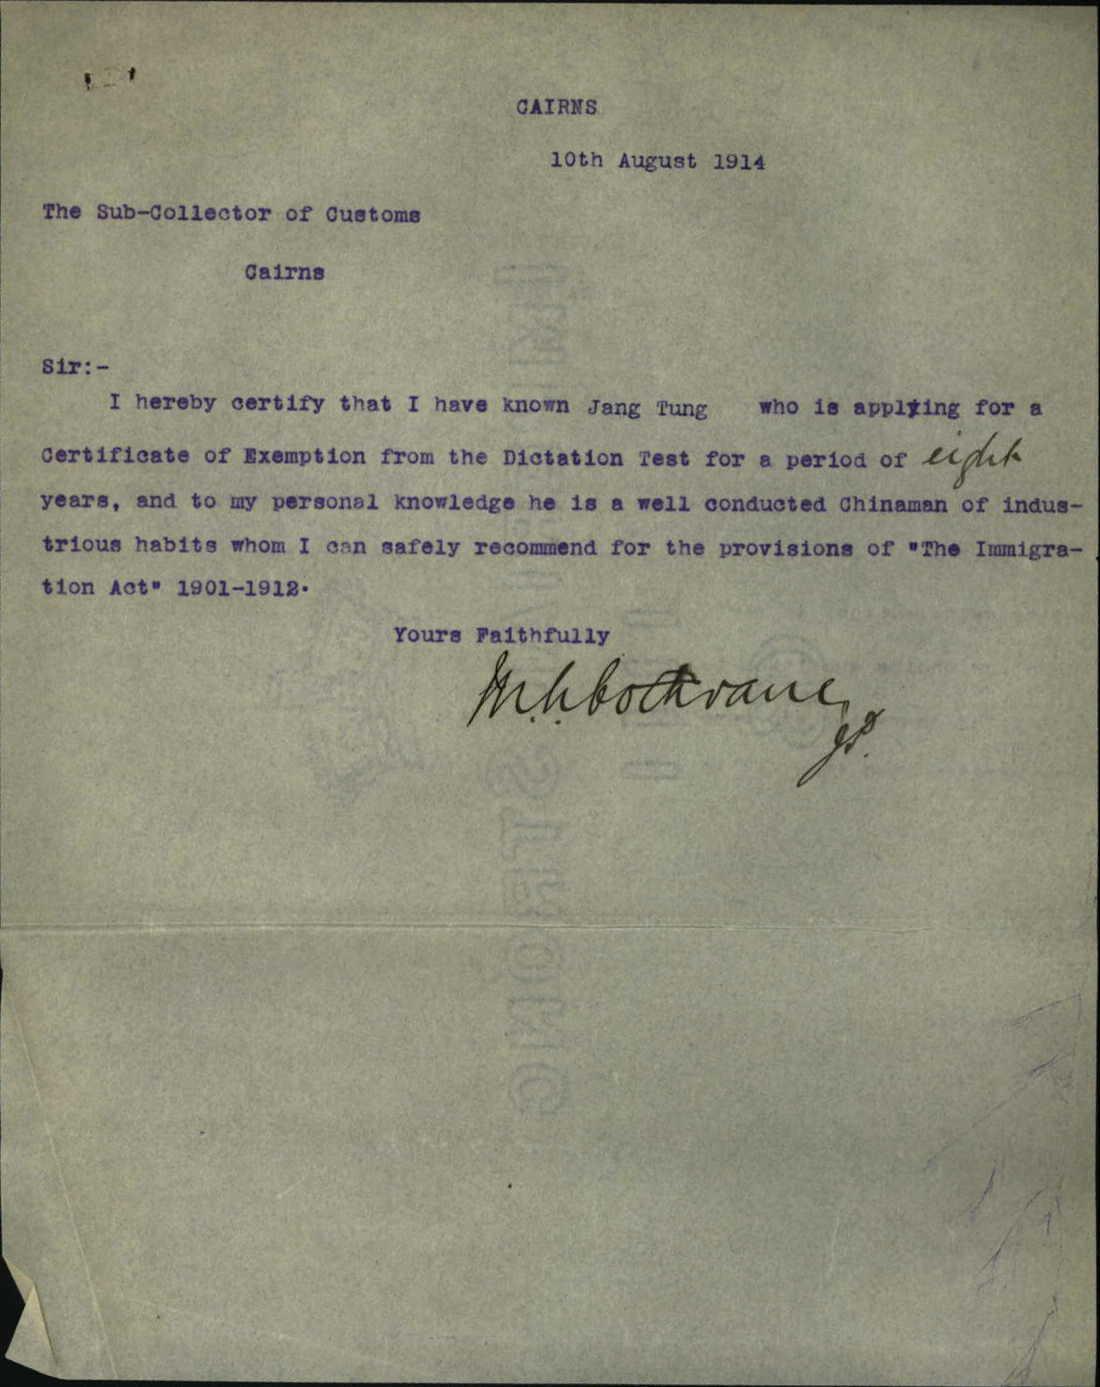 CAIRNS
10th August 1914
The Sub-Collector of Customs
Cairns
Sir:-
I hereby certify that I have known Jang Tung who is applying for a
Certificate of Exemption from the Dictation Test for a period of eight
years, and to my personal knowledge he is a well conducted Chinaman of indus-
trious habits whom I can safely recommend for the provisions of "The Immigra-
tion Act" 1901-1912.
Yours Faithfully
Cochrane
JP.